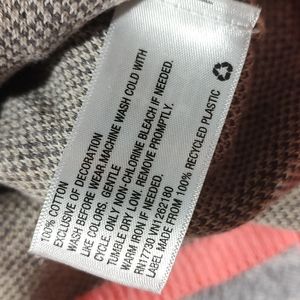 100% COTTON
EXCLUSIVE OF DECORATION
WASH BEFORE WEAR.MACHINE WASH COLD WITH
LIKE COLORS, GENTLE
CYCLE. ONLY NON-CHLORINE BLEACH IF NEEDED.
TUMBLE DRY LOW. REMOVE PROMPTLY.
WARM IRON IF NEEDED.
RN17730 VN1262180
LABEL MADE FROM 100% RECYCLED PLASTIC